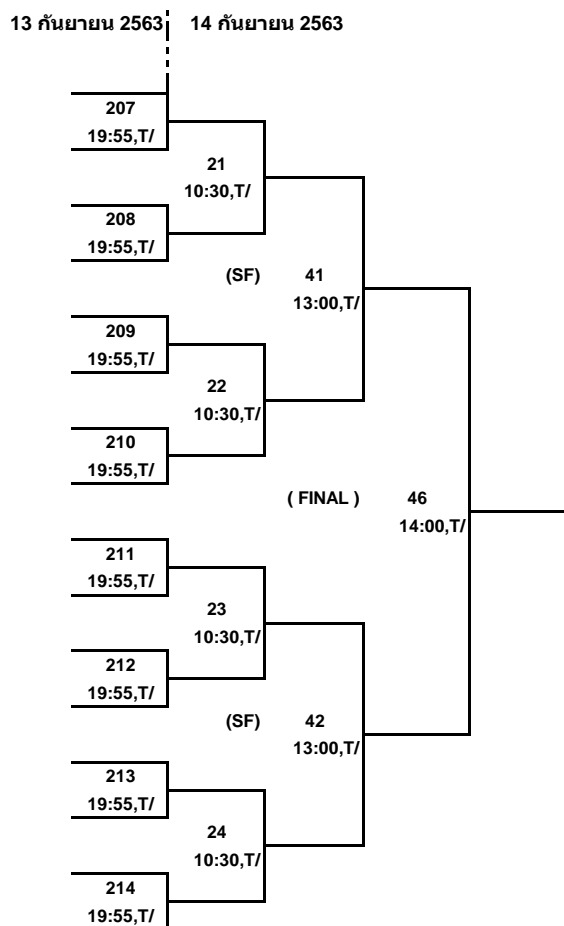 13 กันยายน 2563 14 กันยายน 2563
207
19:55,T/
21
10:30,T/
208
19:55,T/
(SF) 41
13:00,T/
209
19:55,T/
22
10:30,T/
210
19:55,T/
( FINAL ) 46
14:00,T/
211
19:55,T/
23
10:30,T/
212
19:55,T/
(SF) 42
13:00,T/
213
19:55,T/
24
10:30,T/
214
19:55,T/